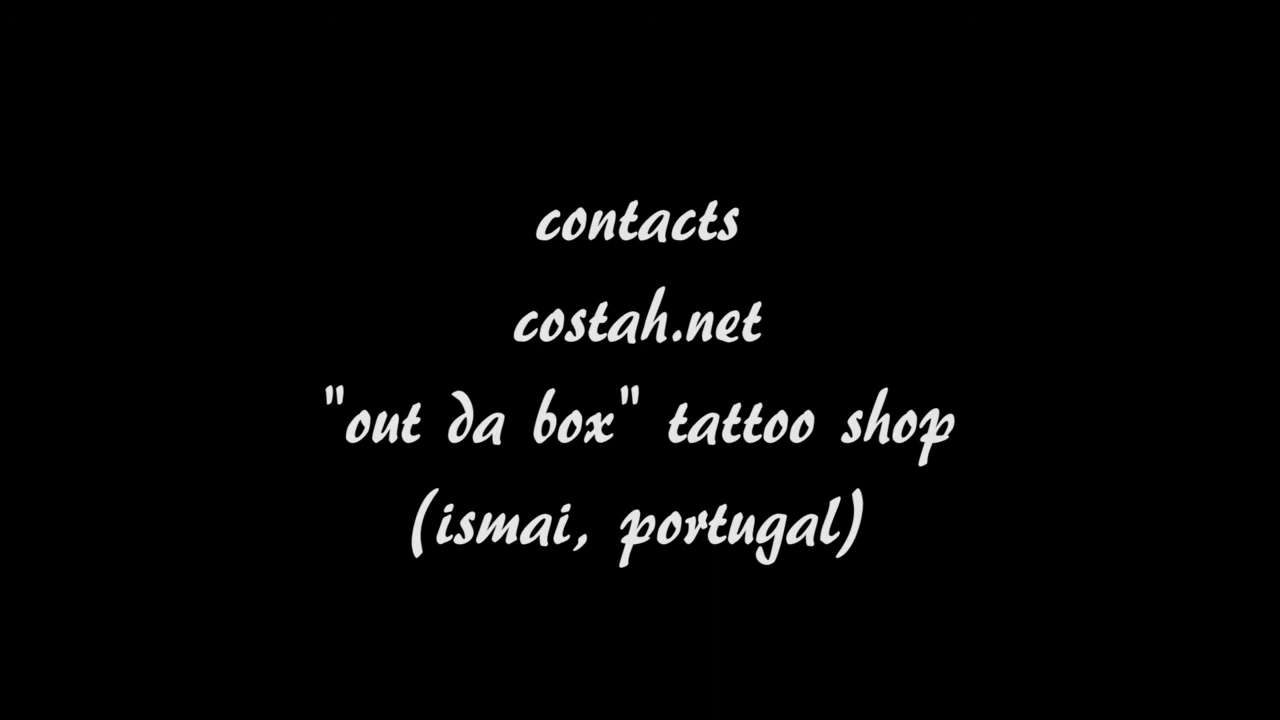 contacts
costah.net
"out da box" tattoo shop
(ismai, portugal)